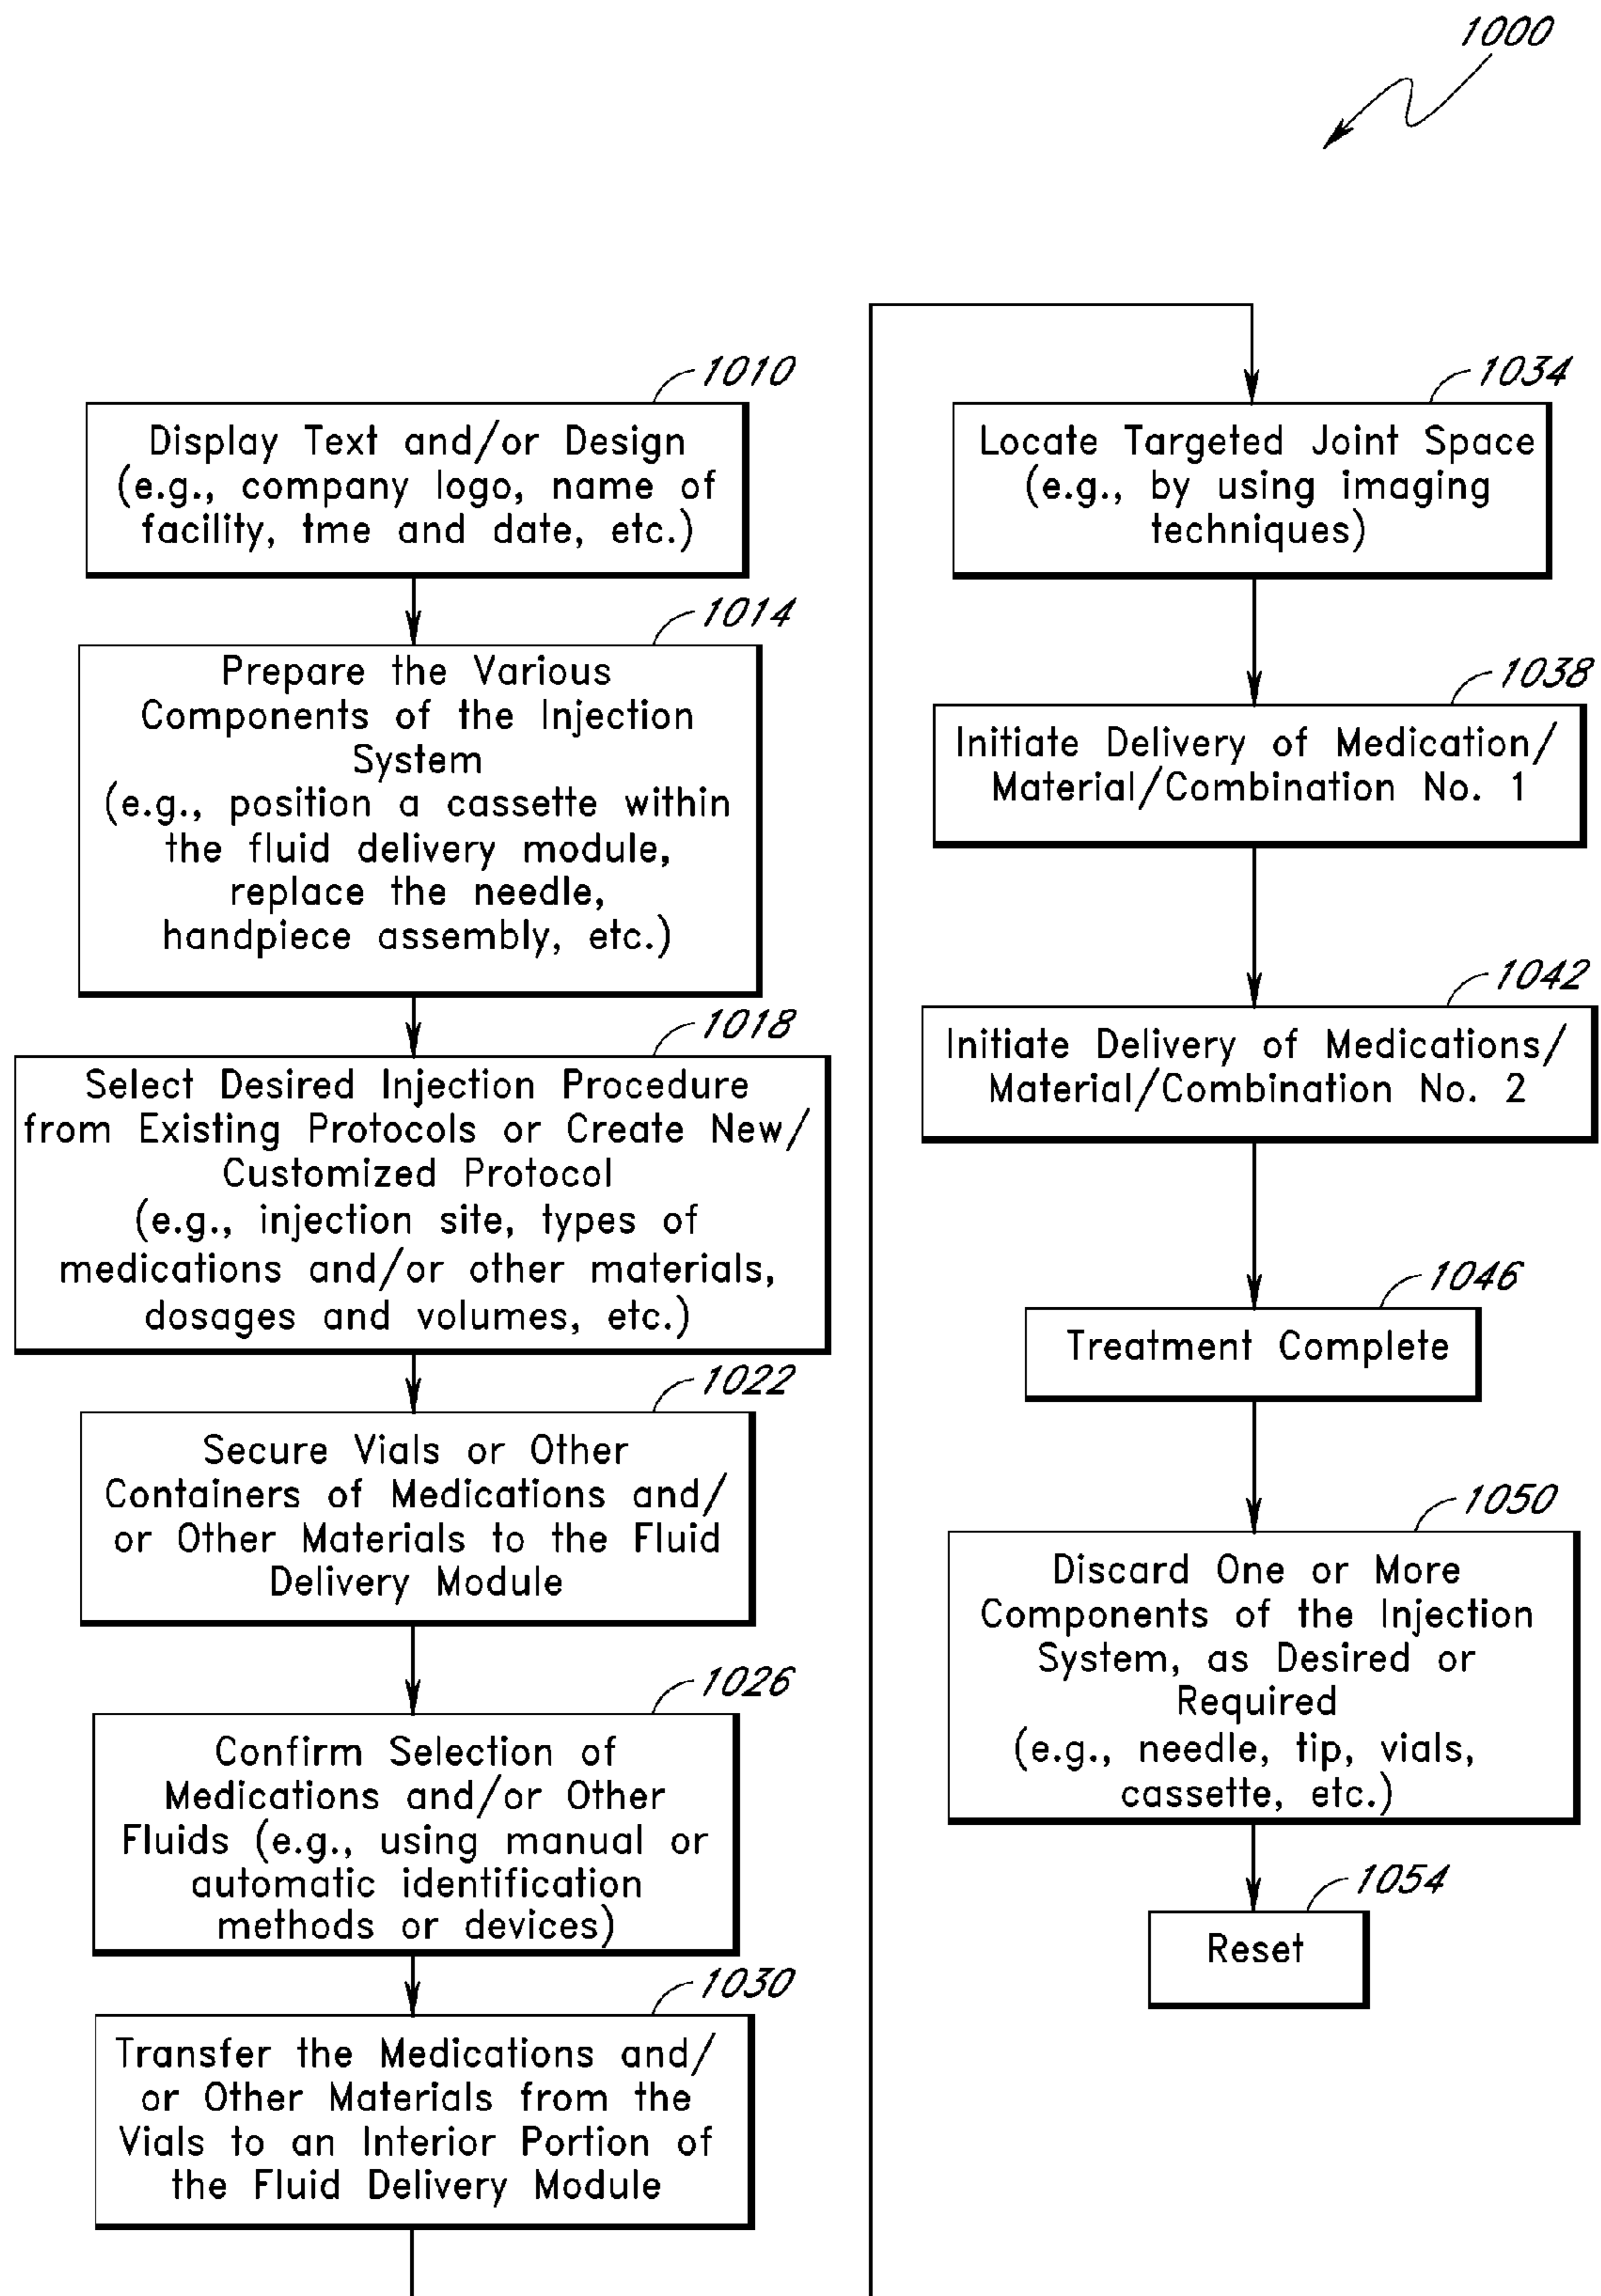 1000
1010
Display Text and/or Design
(e.g., company logo, name of
facility, tme and date, etc.)
1014
Prepare the Various
Components of the Injection
System
(e.g., position a cassette within
the fluid delivery module,
replace the needle,
handpiece assembly, etc.)
1018
Select Desired Injection Procedure
from Existing Protocols or Create New/
Customized Protocol
(e.g., injection site, types of
medications and/or other materials,
dosages and volumes, etc.)
1022
Secure Vials or Other
Containers of Medications and/
or Other Materials to the Fluid
Delivery Module
1026
Confirm Selection of
Medications and/or Other
Fluids (e.g., using manual or
automatic identification
methods or devices)
1030
Transfer the Medications and/
or Other Materials from the
Vials to an Interior Portion of
the Fluid Delivery Module
1034
Locate Targeted Joint Space
(e.g., by using imaging
techniques)
1038
Initiate Delivery of Medication/
Material/Combination No. 1
1042
Initiate Delivery of Medications/
Material/Combination No. 2
1046
Treatment Complete
1050
Discard One or More
Components of the Injection
System, as Desired or
Required
(e.g., needle, tip, vials,
cassette, etc.)
1054
Reset